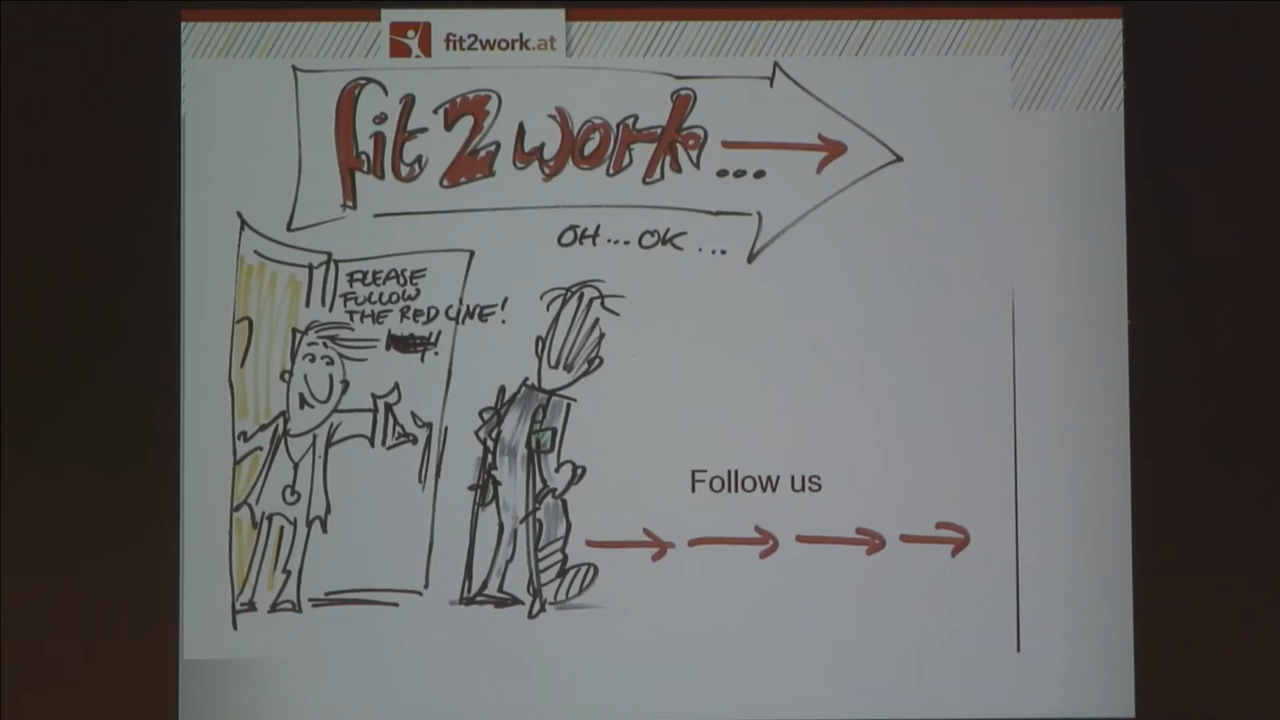 fit2work.at
fit2work...
OH...OK...
PLEASE
FOLLOW
THE RED LINE!
Follow us